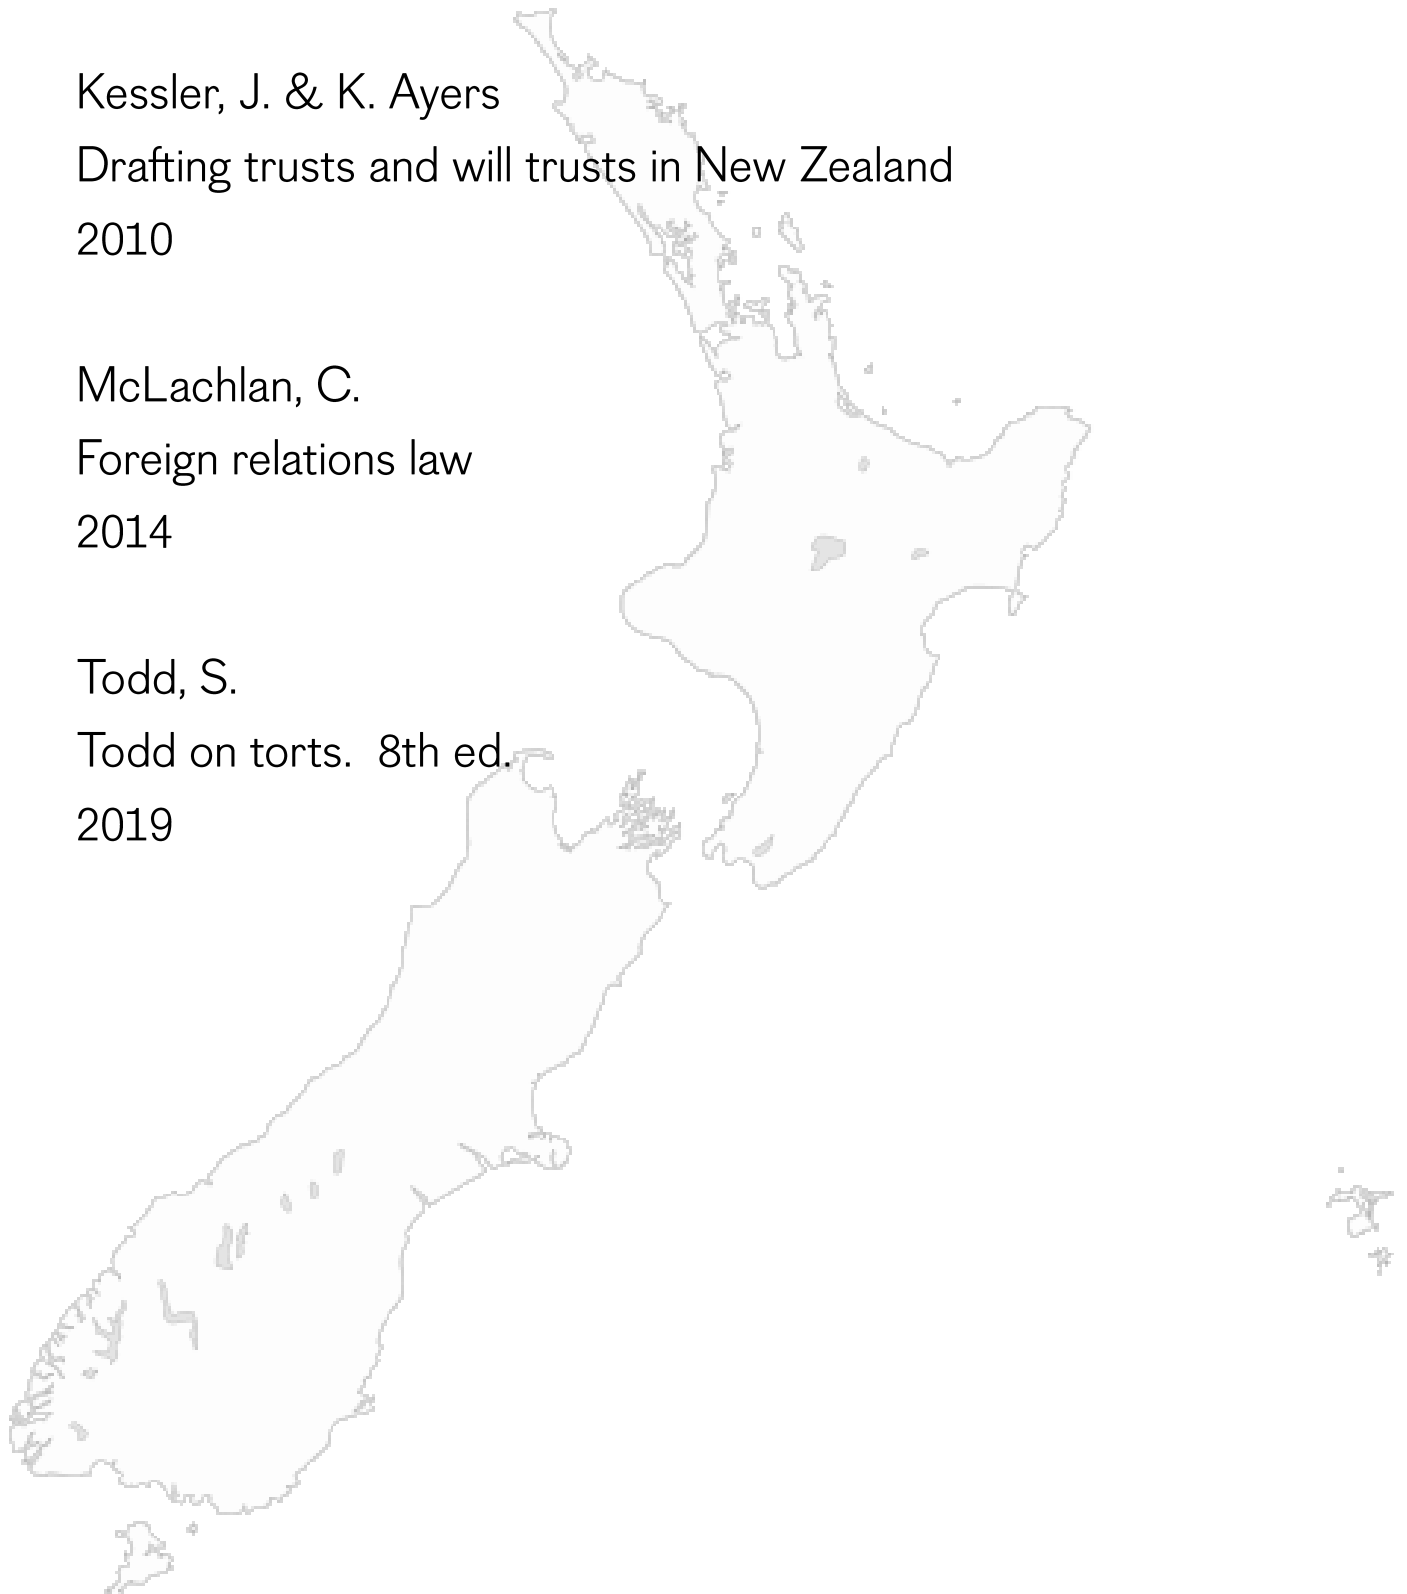 Kessler, J. & K. Ayers
Drafting trusts and will trusts in New Zealand
2010
McLachlan, C.
Foreign relations law
2014
Todd, S.
Todd on torts.  8th ed.
2019